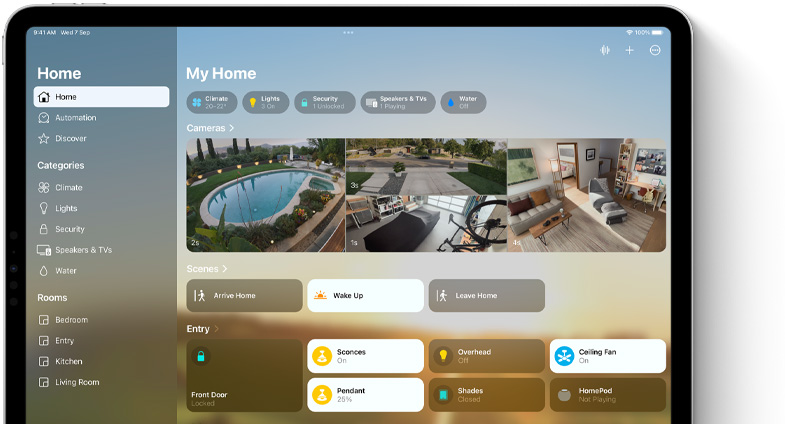 9:41 AM Wed 7 Sep
100%
Home
Home
Automation
Discover
Categories
Climate
Lights
Security
Speakers & TVs
Water
Rooms
Bedroom
Entry
Kitchen
Living Room
My Home
Climate
20–22°
Lights
3 On
Security
1 Unlocked
Speakers & TVs
1 Playing
Water
Off
Cameras
2s
3s
1s
4s
Scenes
Arrive Home
Wake Up
Leave Home
Entry
Front Door
Locked
Sconces
On
Overhead
Off
Ceiling Fan
On
Pendant
25%
Shades
Closed
HomePod
Not Playing